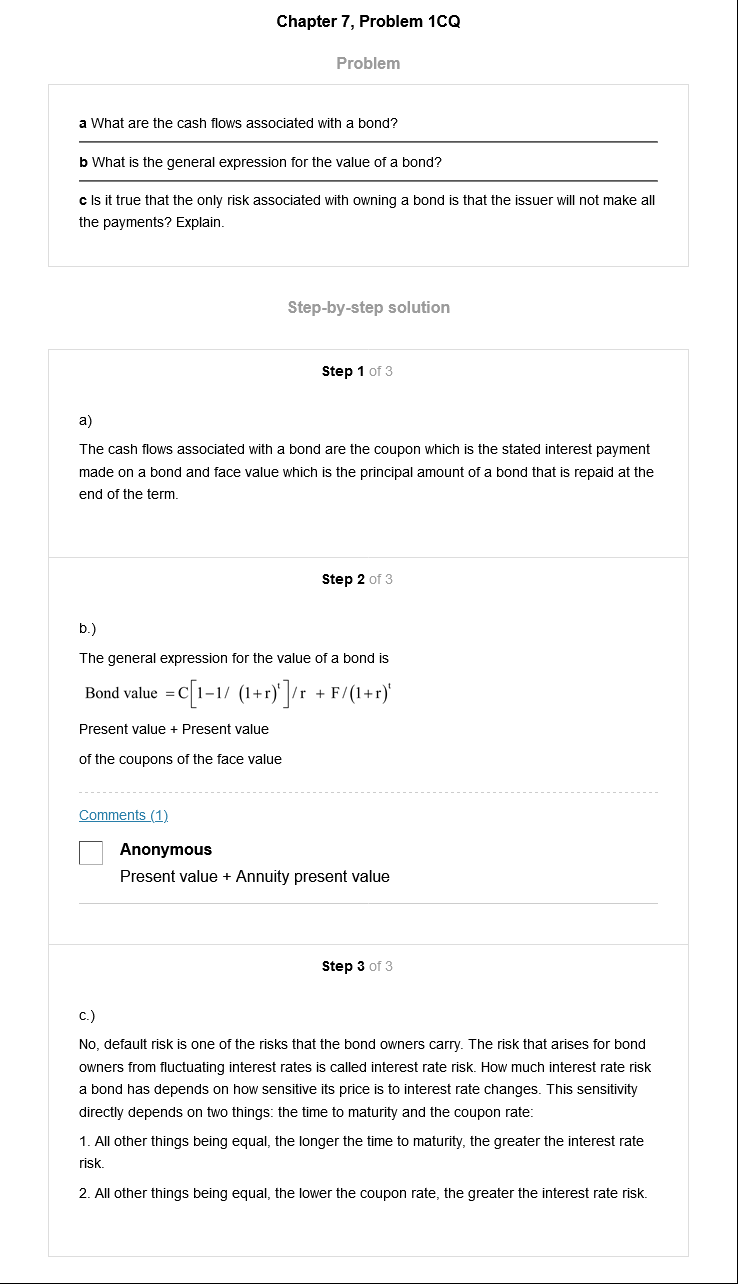 Chapter 7, Problem 1CQ
Problem
a What are the cash flows associated with a bond?
b What is the general expression for the value of a bond?
c Is it true that the only risk associated with owning a bond is that the issuer will not make all
the payments? Explain.
Step-by-step solution
Step 1 of 3
a)
The cash flows associated with a bond are the coupon which is the stated interest payment
made on a bond and face value which is the principal amount of a bond that is repaid at the
end of the term.
Step 2 of 3
b.)
The general expression for the value of a bond is
Bond value = C[1−1/ (1+r)^t]/r + F/(1+r)^t
Present value + Present value
of the coupons of the face value
Comments (1)
Anonymous
Present value + Annuity present value
Step 3 of 3
c.)
No, default risk is one of the risks that the bond owners carry. The risk that arises for bond
owners from fluctuating interest rates is called interest rate risk. How much interest rate risk
a bond has depends on how sensitive its price is to interest rate changes. This sensitivity
directly depends on two things: the time to maturity and the coupon rate:
1. All other things being equal, the longer the time to maturity, the greater the interest rate
risk.
2. All other things being equal, the lower the coupon rate, the greater the interest rate risk.